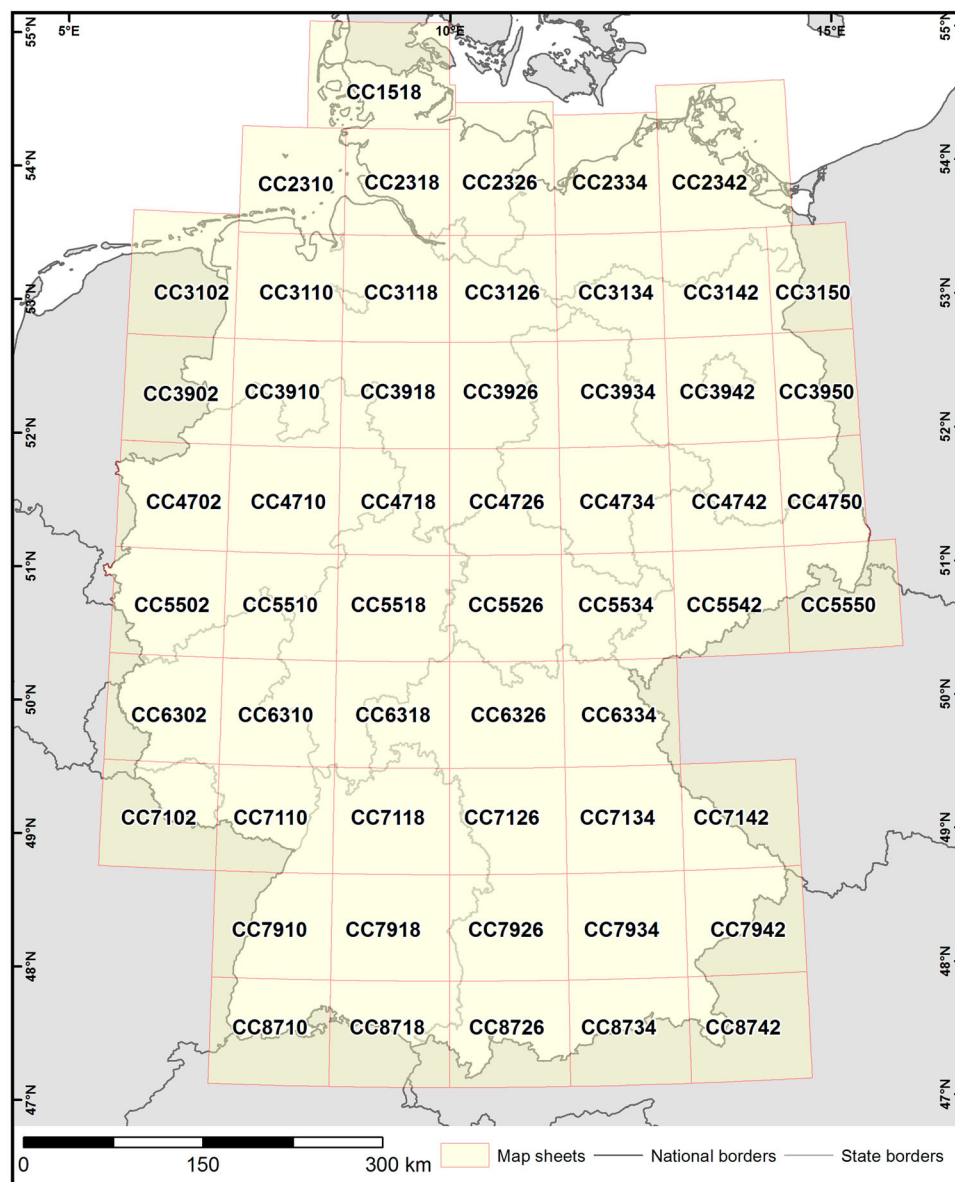 5°E
10°E
15°E
55°N
55°N
CC1518
54°N
CC2310
CC2318
CC2326
CC2334
CC2342
54°N
53°N
CC3102
CC3110
CC3118
CC3126
CC3134
CC3142
CC3150
53°N
CC3902
CC3910
CC3918
CC3926
CC3934
CC3942
CC3950
52°N
52°N
CC4702
CC4710
CC4718
CC4726
CC4734
CC4742
CC4750
51°N
51°N
CC5502
CC5510
CC5518
CC5526
CC5534
CC5542
CC5550
50°N
50°N
CC6302
CC6310
CC6318
CC6326
CC6334
49°N
CC7102
CC7110
CC7118
CC7126
CC7134
CC7142
49°N
CC7910
CC7918
CC7926
CC7934
CC7942
48°N
48°N
CC8710
CC8718
CC8726
CC8734
CC8742
47°N
47°N
0
150
300 km
Map sheets
National borders
State borders